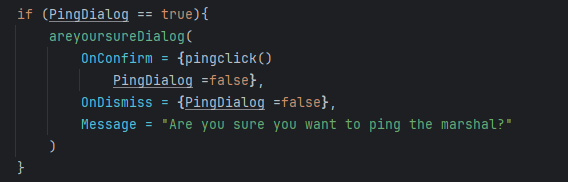 if (PingDialog == true){
areyoursureDialog(
OnConfirm = {pingclick()
PingDialog =false},
OnDismiss = {PingDialog =false},
Message = "Are you sure you want to ping the marshal?"
)
}